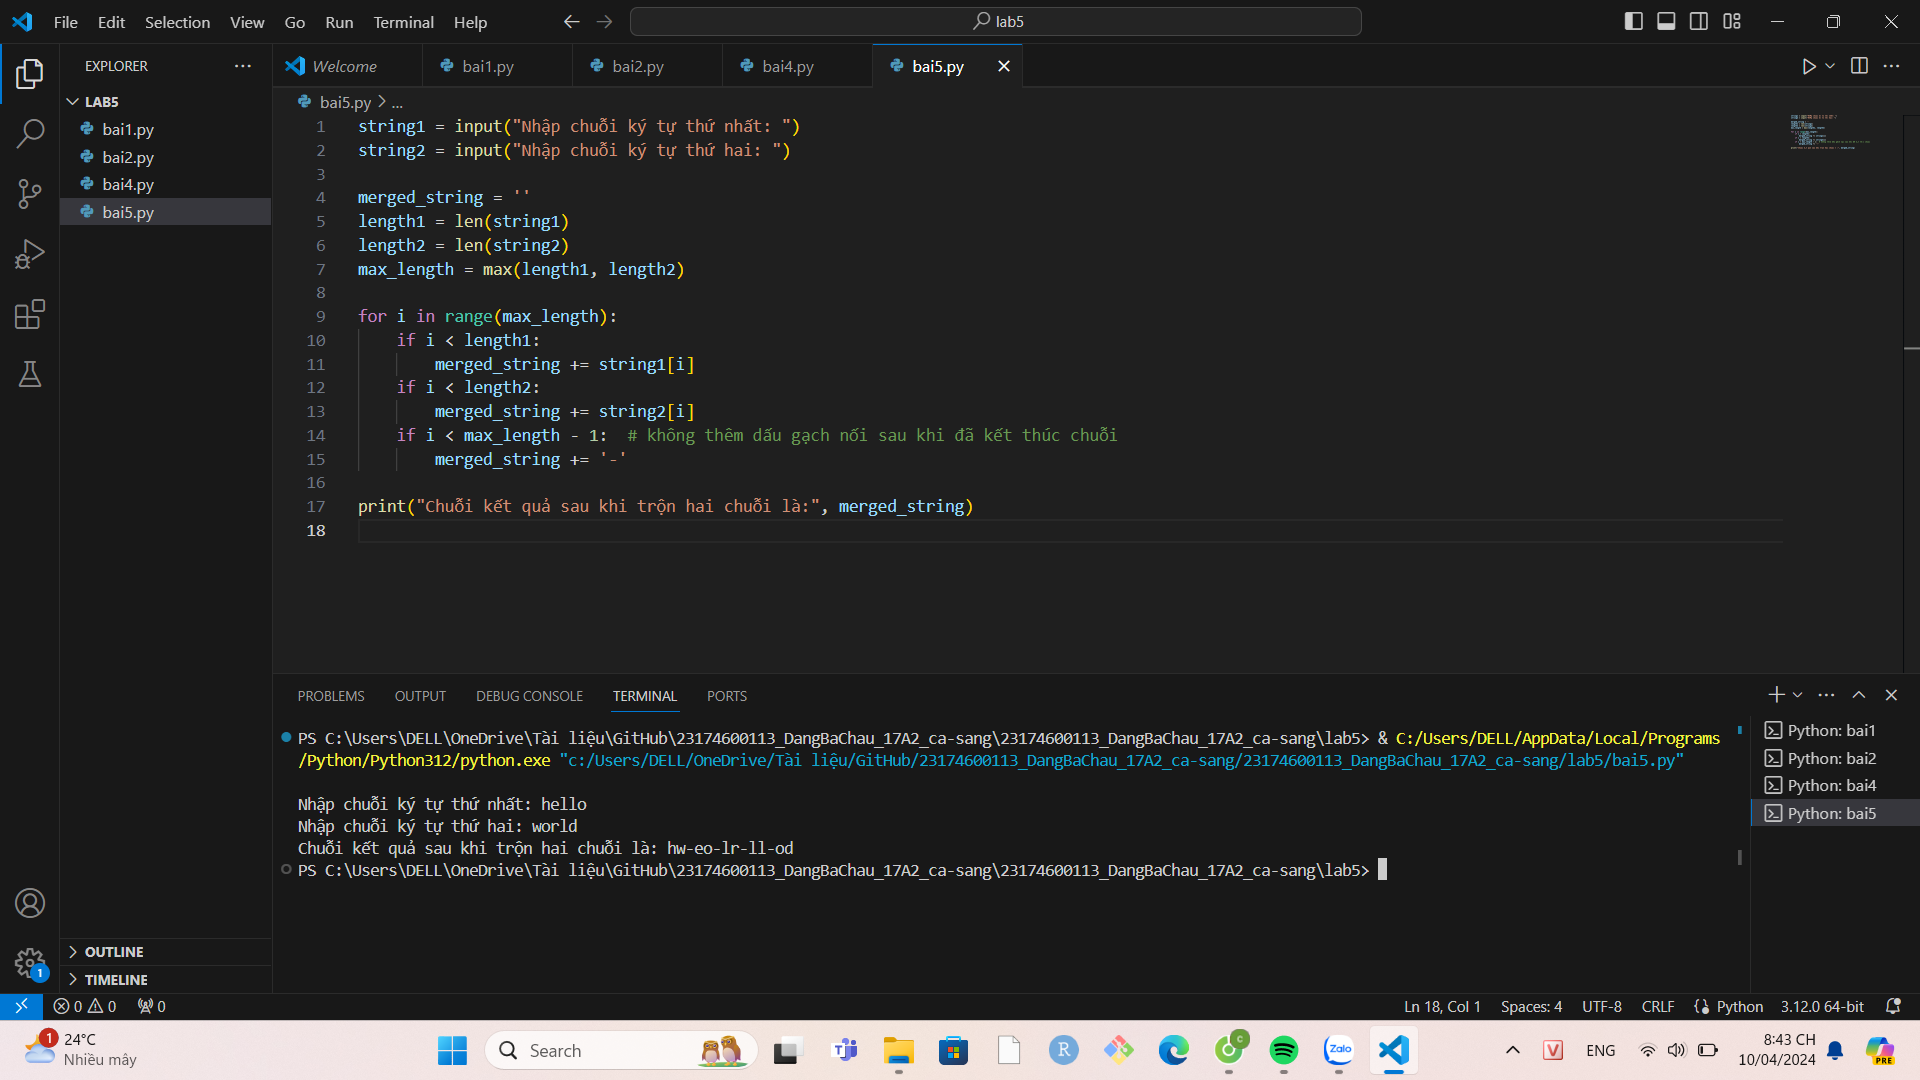 File Edit Selection View Go Run Terminal Help
lab5
EXPLORER
LAB5
bai1.py
bai2.py
bai4.py
bai5.py
OUTLINE
TIMELINE
Welcome bai1.py bai2.py bai4.py bai5.py
bai5.py > ...
1 string1 = input("Nhập chuỗi ký tự thứ nhất: ")
2 string2 = input("Nhập chuỗi ký tự thứ hai: ")
3
4 merged_string = ''
5 length1 = len(string1)
6 length2 = len(string2)
7 max_length = max(length1, length2)
8
9 for i in range(max_length):
10 if i < length1:
11 merged_string += string1[i]
12 if i < length2:
13 merged_string += string2[i]
14 if i < max_length - 1:  # không thêm dấu gạch nối sau khi đã kết thúc chuỗi
15 merged_string += '-'
16
17 print("Chuỗi kết quả sau khi trộn hai chuỗi là:", merged_string)
18
PROBLEMS OUTPUT DEBUG CONSOLE TERMINAL PORTS
PS C:\Users\DELL\OneDrive\Tài liệu\GitHub\23174600113_DangBaChau_17A2_ca-sang\23174600113_DangBaChau_17A2_ca-sang\lab5> & C:/Users/DELL/AppData/Local/Programs
/Python/Python312/python.exe "c:/Users/DELL/OneDrive/Tài liệu/GitHub/23174600113_DangBaChau_17A2_ca-sang/23174600113_DangBaChau_17A2_ca-sang/lab5/bai5.py"
Nhập chuỗi ký tự thứ nhất: hello
Nhập chuỗi ký tự thứ hai: world
Chuỗi kết quả sau khi trộn hai chuỗi là: hw-eo-lr-ll-od
PS C:\Users\DELL\OneDrive\Tài liệu\GitHub\23174600113_DangBaChau_17A2_ca-sang\23174600113_DangBaChau_17A2_ca-sang\lab5>
Python: bai1
Python: bai2
Python: bai4
Python: bai5
1
0 0 0
Ln 18, Col 1 Spaces: 4 UTF-8 CRLF {} Python 3.12.0 64-bit
1 24°C
Nhiều mây
Search
Zalo
ENG
8:43 CH
10/04/2024
PRE